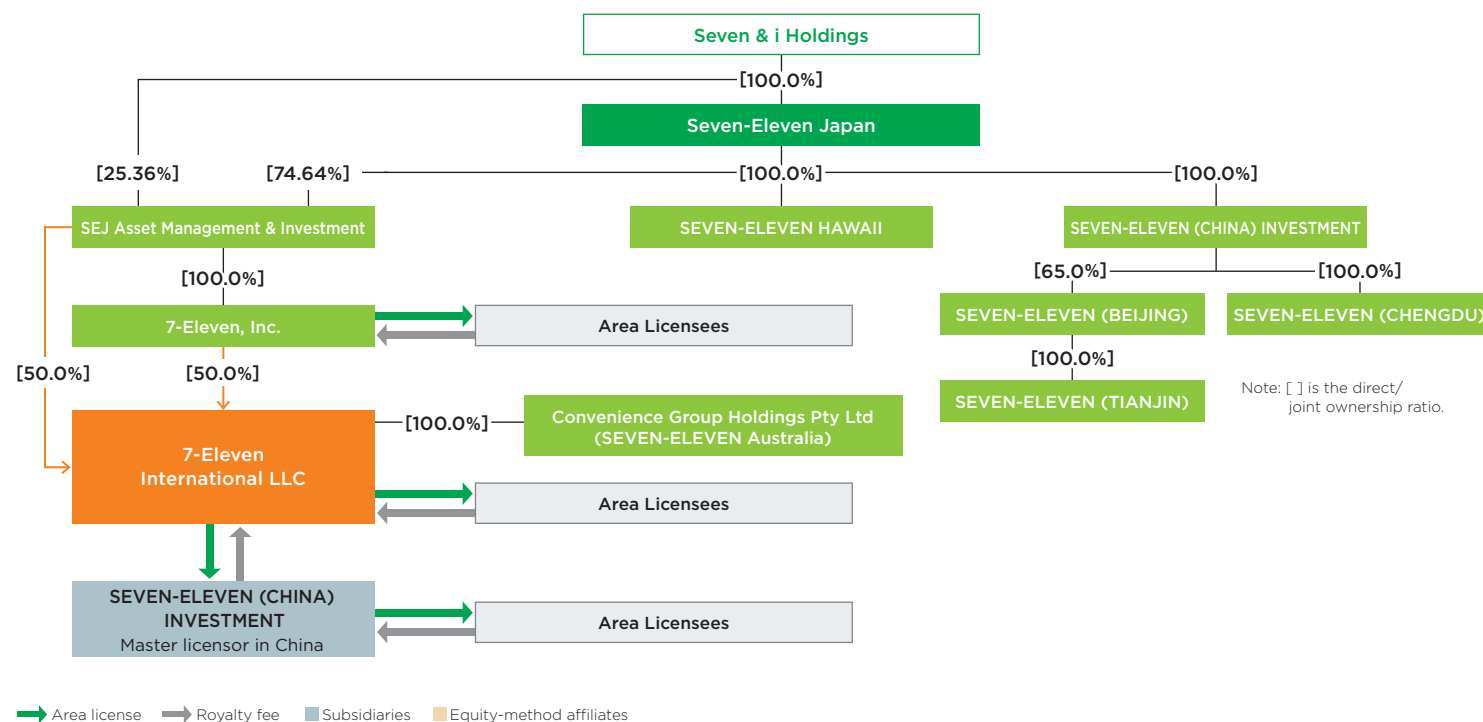 Seven & i Holdings
[100.0%]
Seven-Eleven Japan
[25.36%]
[74.64%]
[100.0%]
[100.0%]
SEJ Asset Management & Investment
SEVEN-ELEVEN HAWAII
SEVEN-ELEVEN (CHINA) INVESTMENT
[100.0%]
[65.0%]
[100.0%]
7-Eleven, Inc.
Area Licensees
SEVEN-ELEVEN (BEIJING)
SEVEN-ELEVEN (CHENGDU)
[50.0%]
[50.0%]
[100.0%]
SEVEN-ELEVEN (TIANJIN)
Note: [ ] is the direct/
joint ownership ratio.
7-Eleven
International LLC
[100.0%]
Convenience Group Holdings Pty Ltd
(SEVEN-ELEVEN Australia)
Area Licensees
SEVEN-ELEVEN (CHINA)
INVESTMENT
Master licensor in China
Area Licensees
Area license
Royalty fee
Subsidiaries
Equity-method affiliates